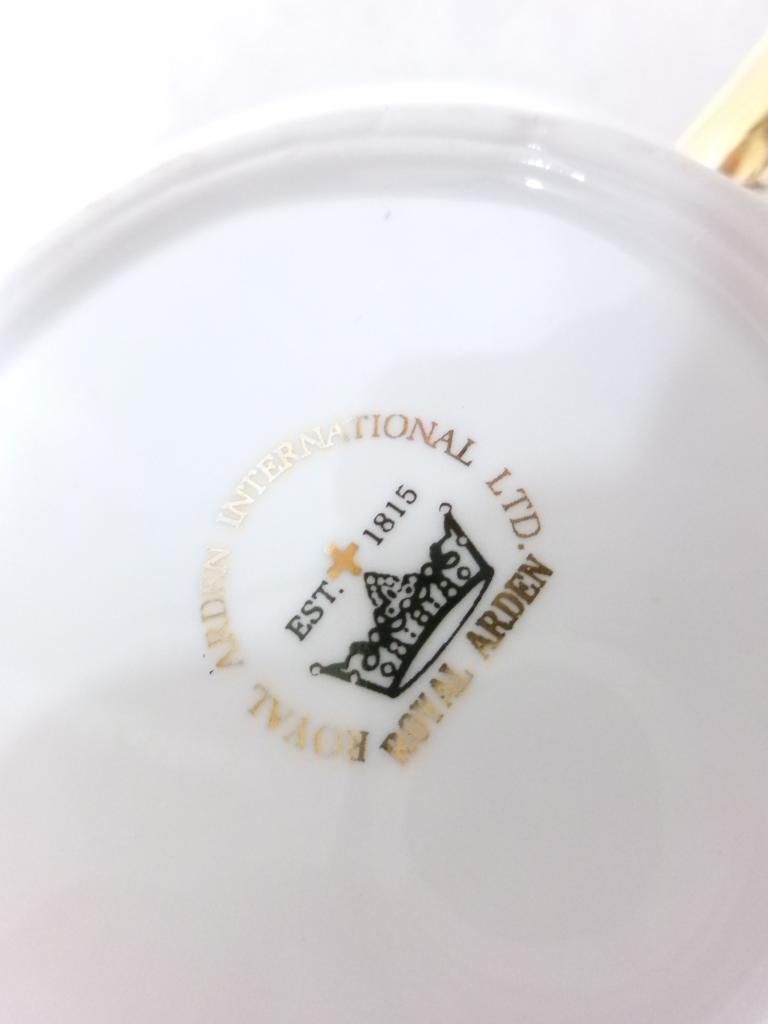 ROYAL ARDEN INTERNATIONAL LTD.
EST. 1815
ROYAL ARDEN